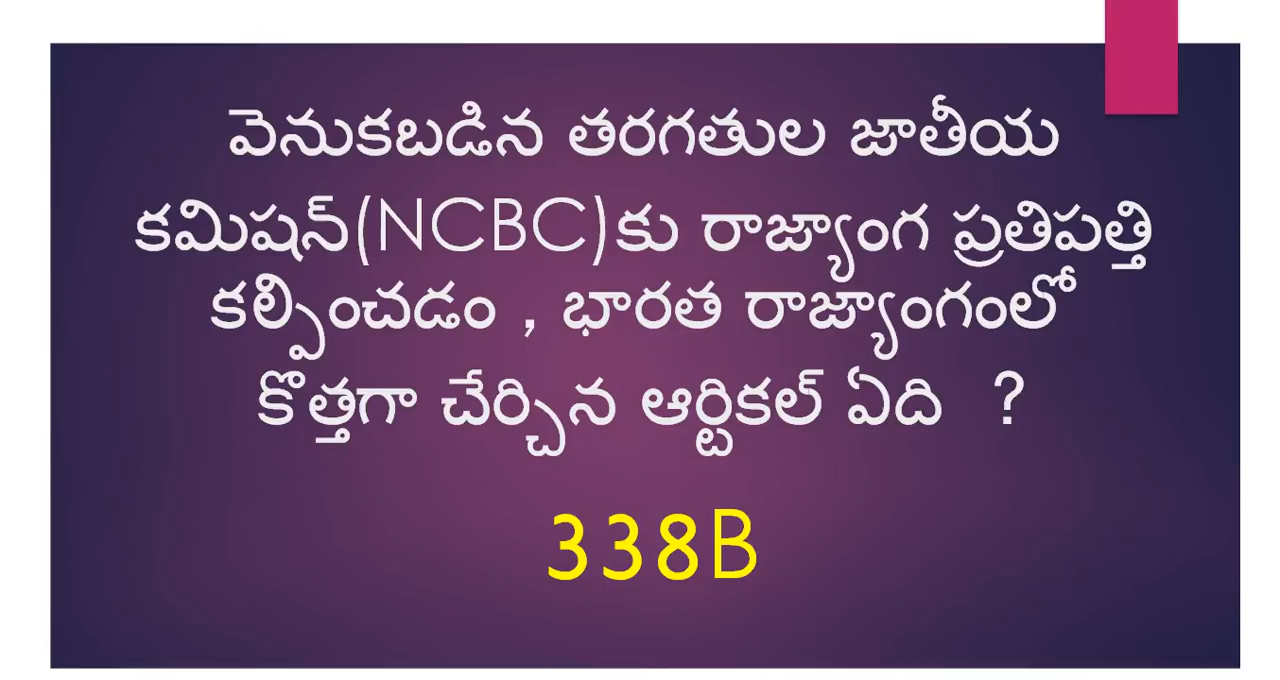 వెనుకబడిన తరగతుల జాతీయ
కమిషన్(NCBC)కు రాజ్యాంగ ప్రతిపత్తి
కల్పించడం , భారత రాజ్యాంగంలో
కొత్తగా చేర్చిన ఆర్టికల్ ఏది ?
338B